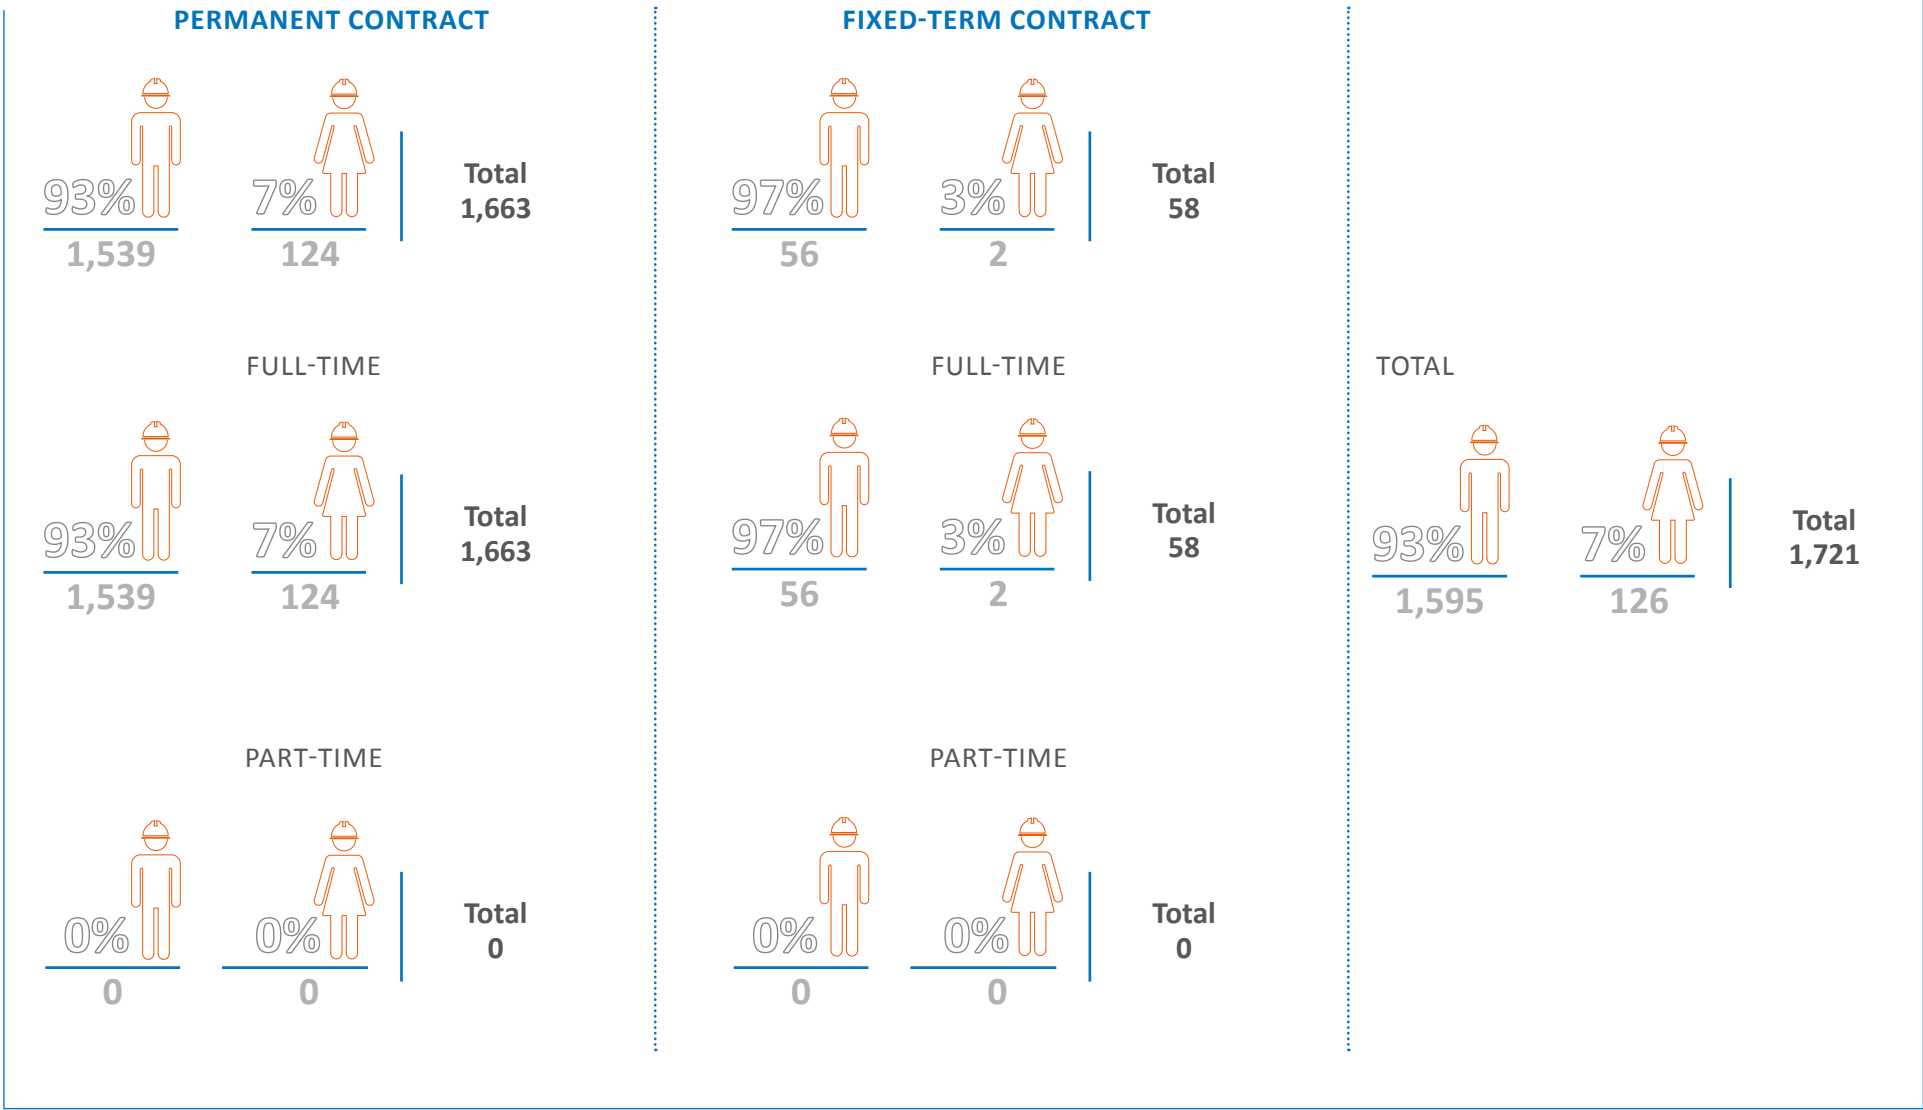 PERMANENT CONTRACT
93%
7%
Total
1,663
1,539
124
FULL-TIME
93%
7%
Total
1,663
1,539
124
PART-TIME
0%
0%
Total
0
0
0
FIXED-TERM CONTRACT
97%
3%
Total
58
56
2
FULL-TIME
97%
3%
Total
58
56
2
PART-TIME
0%
0%
Total
0
0
0
TOTAL
93%
7%
Total
1,721
1,595
126